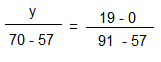 y / 70 - 57 = 19 - 0 / 91 - 57